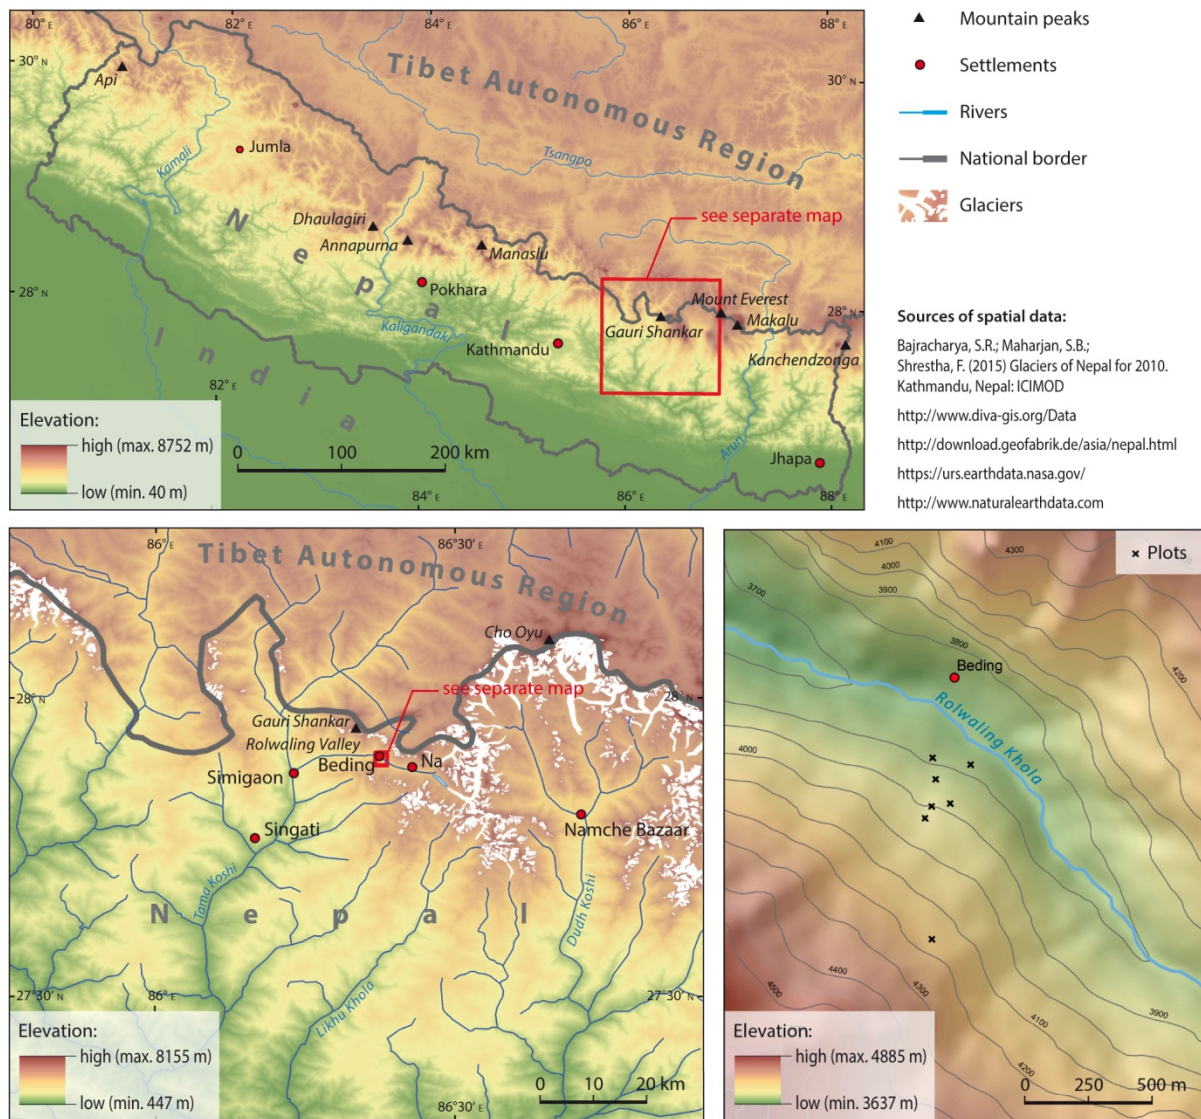 80° E
82° E
84° E
86° E
88° E
30° N
30° N
Api
Tibet Autonomous Region
Jumla
Kamali
Tsangpo
Dhaulagiri
Annapurna
Manaslu
see separate map
Nepal
28° N
28° N
Pokhara
Mount Everest
Gauri Shankar
Makalu
Kaligandaki
Kathmandu
Kanchendzonga
India
82° E
Arun
Jhapa
Elevation:
high (max. 8752 m)
low (min. 40 m)
0 100 200 km
84° E
86° E
88° E
Mountain peaks
Settlements
Rivers
National border
Glaciers
Sources of spatial data:
Bajracharya, S.R.; Maharjan, S.B.;
Shrestha, F. (2015) Glaciers of Nepal for 2010.
Kathmandu, Nepal: ICIMOD
http://www.diva-gis.org/Data
http://download.geofabrik.de/asia/nepal.html
https://urs.earthdata.nasa.gov/
http://www.naturalearthdata.com
86° E
86°30' E
Tibet Autonomous Region
Cho Oyu
28° N
28° N
see separate map
Gauri Shankar
Rolwaling Valley
Beding
Na
Simigaon
Singati
Namche Bazaar
Tama Koshi
Nepal
Dudh Koshi
Likhu Khola
27°30' N
86° E
27°30' N
Elevation:
high (max. 8155 m)
low (min. 447 m)
0 10 20 km
86°30' E
Plots
4100
4000
3900
4300
3700
3800
4200
Beding
Rolwaling Khola
4000
4400
4500
4300
4100
4200
3900
Elevation:
high (max. 4885 m)
low (min. 3637 m)
0 250 500 m